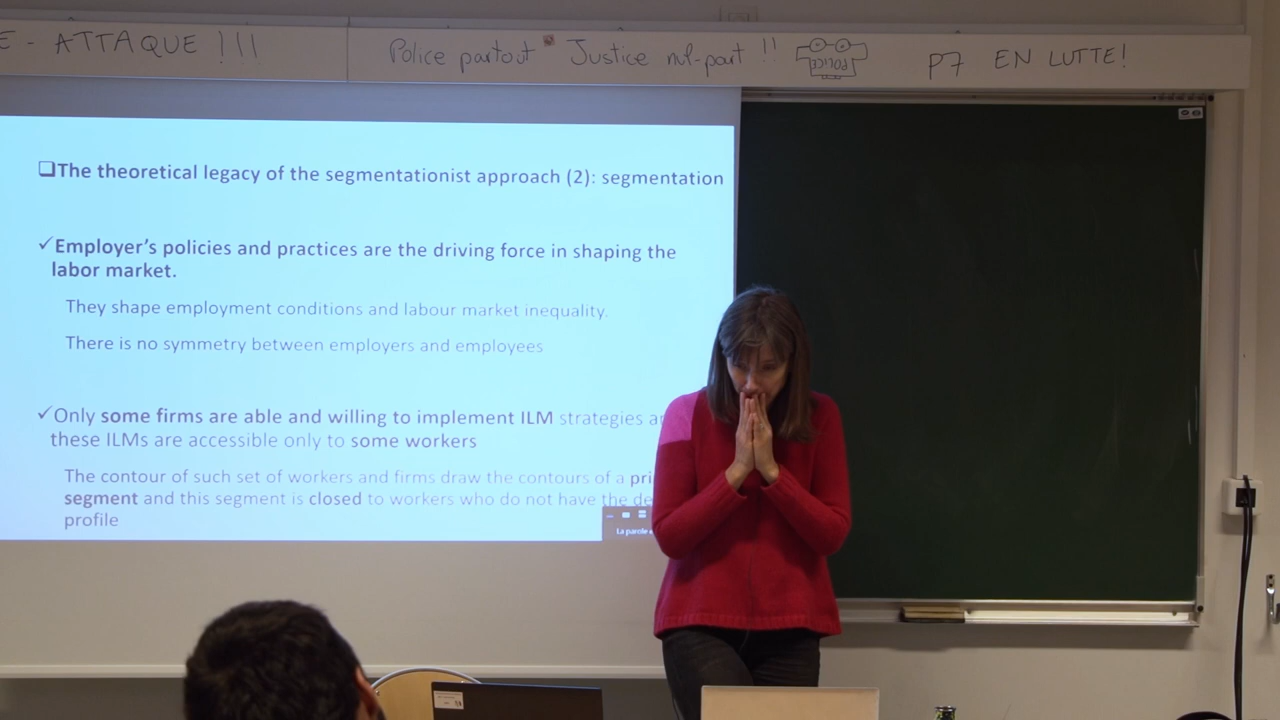 E - ATTAQUE !!!
Police partout Justice nul-part !! POLICE P7 EN LUTTE!
The theoretical legacy of the segmentationist approach (2): segmentation
✓Employer's policies and practices are the driving force in shaping the
labor market.
They shape employment conditions and labour market inequality.
There is no symmetry between employers and employees
✓Only some firms are able and willing to implement ILM strategies
these ILMs are accessible only to some workers
The contour of such set of workers and firms draw the contours of a
segment and this segment is closed to workers who do not have the
profile
La parole